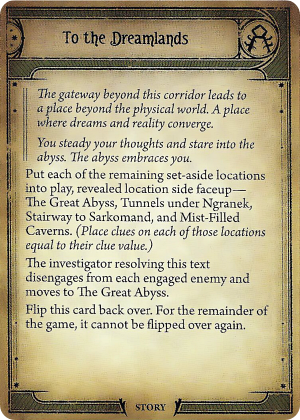 To the Dreamlands
The gateway beyond this corridor leads to
a place beyond the physical world. A place
where dreams and reality converge.
You steady your thoughts and stare into the
abyss. The abyss embraces you.
Put each of the remaining set-aside locations
into play, revealed location side faceup—
The Great Abyss, Tunnels under Ngranek,
Stairway to Sarkomand, and Mist-Filled
Caverns. (Place clues on each of those locations
equal to their clue value.)
The investigator resolving this text
disengages from each engaged enemy and
moves to The Great Abyss.
Flip this card back over. For the remainder of
the game, it cannot be flipped over again.
STORY